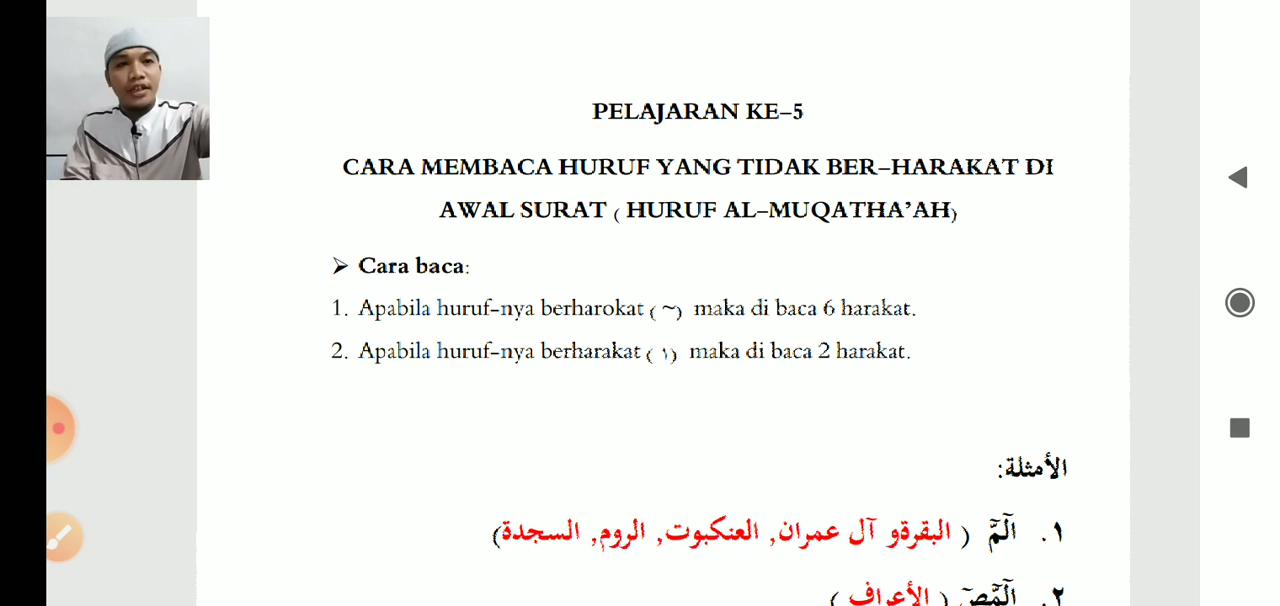 PELAJARAN KE-5
CARA MEMBACA HURUF YANG TIDAK BER-HARAKAT DI
AWAL SURAT ( HURUF AL-MUQATHA'AH)
➤ Cara baca:
1. Apabila huruf-nya berharokat ( ~) maka di baca 6 harakat.
2. Apabila huruf-nya berharakat ( ١) maka di baca 2 harakat.
الأمثلة:
١. الٓمّٓ ( البقرةو آل عمران, العنكبوت, الروم, السجدة)
٢. الٓمّٓصٓ ( الأعراف )